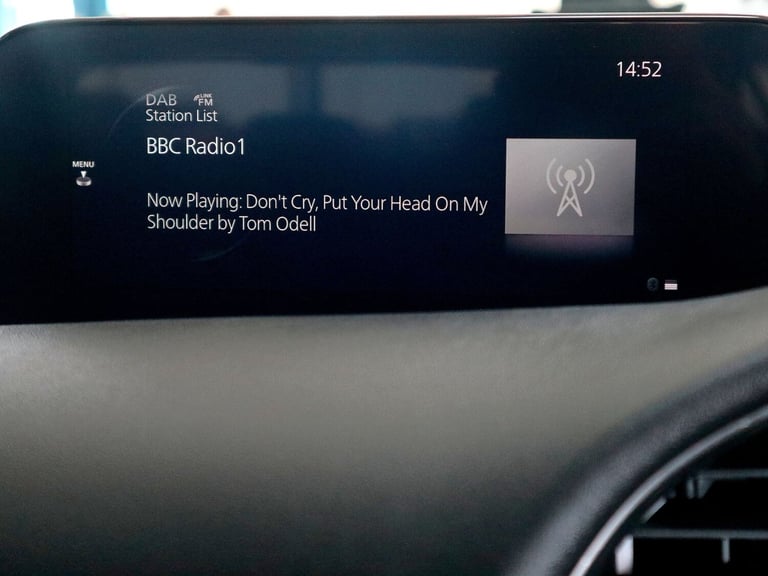 14:52
DAB LINK FM
Station List
BBC Radio1
MENU
Now Playing: Don't Cry, Put Your Head On My
Shoulder by Tom Odell